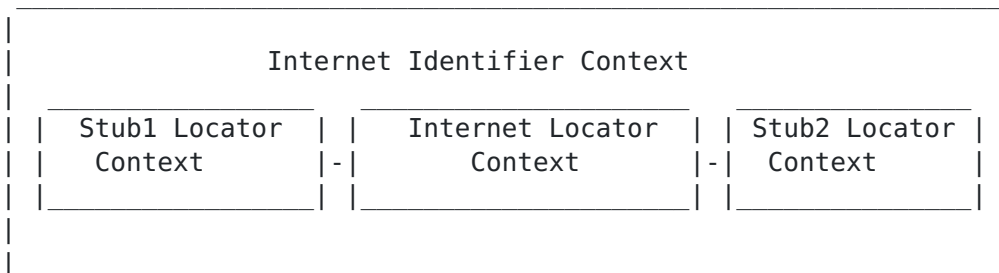 Internet Identifier Context
Stub1 Locator Internet Locator Stub2 Locator
Context - Context - Context